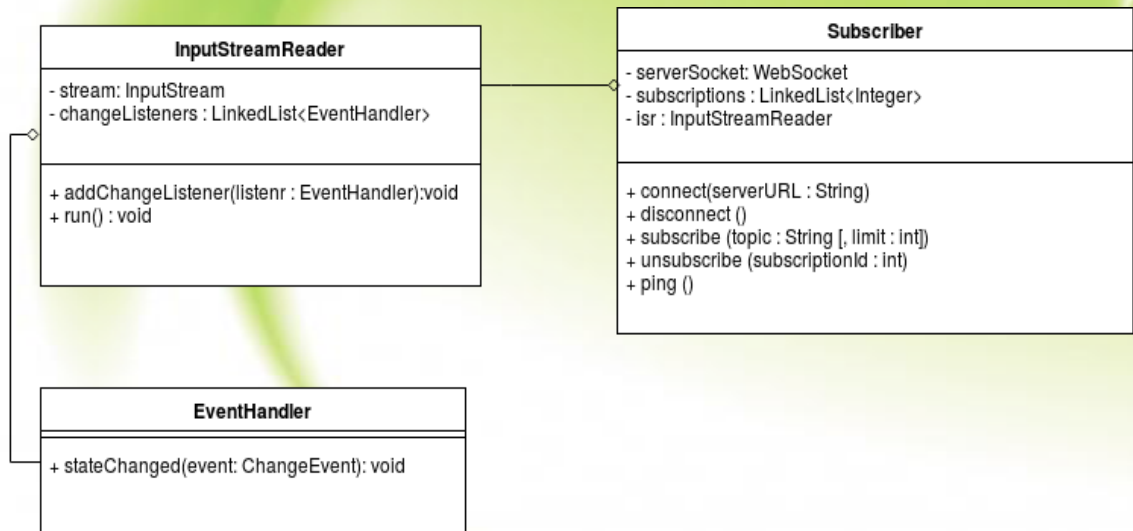 InputStreamReader
- stream: InputStream
- changeListeners : LinkedList<EventHandler>
+ addChangeListener(listenr : EventHandler):void
+ run() : void
Subscriber
- serverSocket: WebSocket
- subscriptions : LinkedList<Integer>
- isr : InputStreamReader
+ connect(serverURL : String)
+ disconnect ()
+ subscribe (topic : String [, limit : int])
+ unsubscribe (subscriptionId : int)
+ ping ()
EventHandler
+ stateChanged(event: ChangeEvent): void